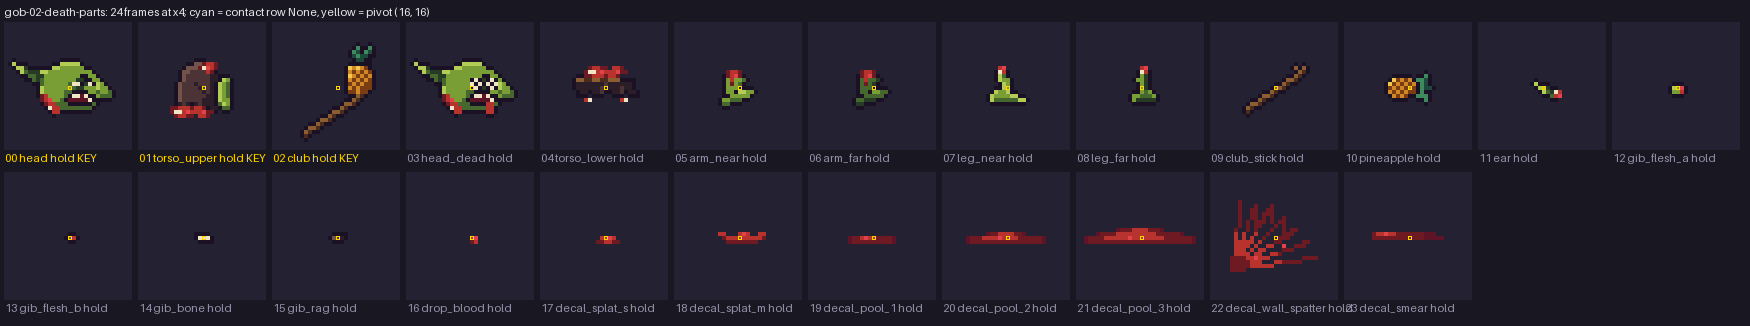 gob-02-death-parts: 24frames at x4; cyan = contact row None, yellow = pivot (16, 16)
00 head hold KEY
01 torso_upper hold KEY
02 club hold KEY
03 head_dead hold
04 torso_lower hold
05 arm_near hold
06 arm_far hold
07 leg_near hold
08 leg_far hold
09 club_stick hold
10 pineapple hold
11 ear hold
12 gib_flesh_a hold
13 gib_flesh_b hold
14 gib_bone hold
15 gib_rag hold
16 drop_blood hold
17 decal_splat_s hold
18 decal_splat_m hold
19 decal_pool_1 hold
20 decal_pool_2 hold
21 decal_pool_3 hold
22 decal_wall_spatter hold
23 decal_smear hold